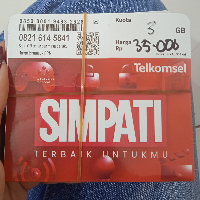 Kuota
3 GB
0821 614 5841
Harga
Rp 35.000
Telkomsel
SIMPATI
TERBAIK UNTUKMU